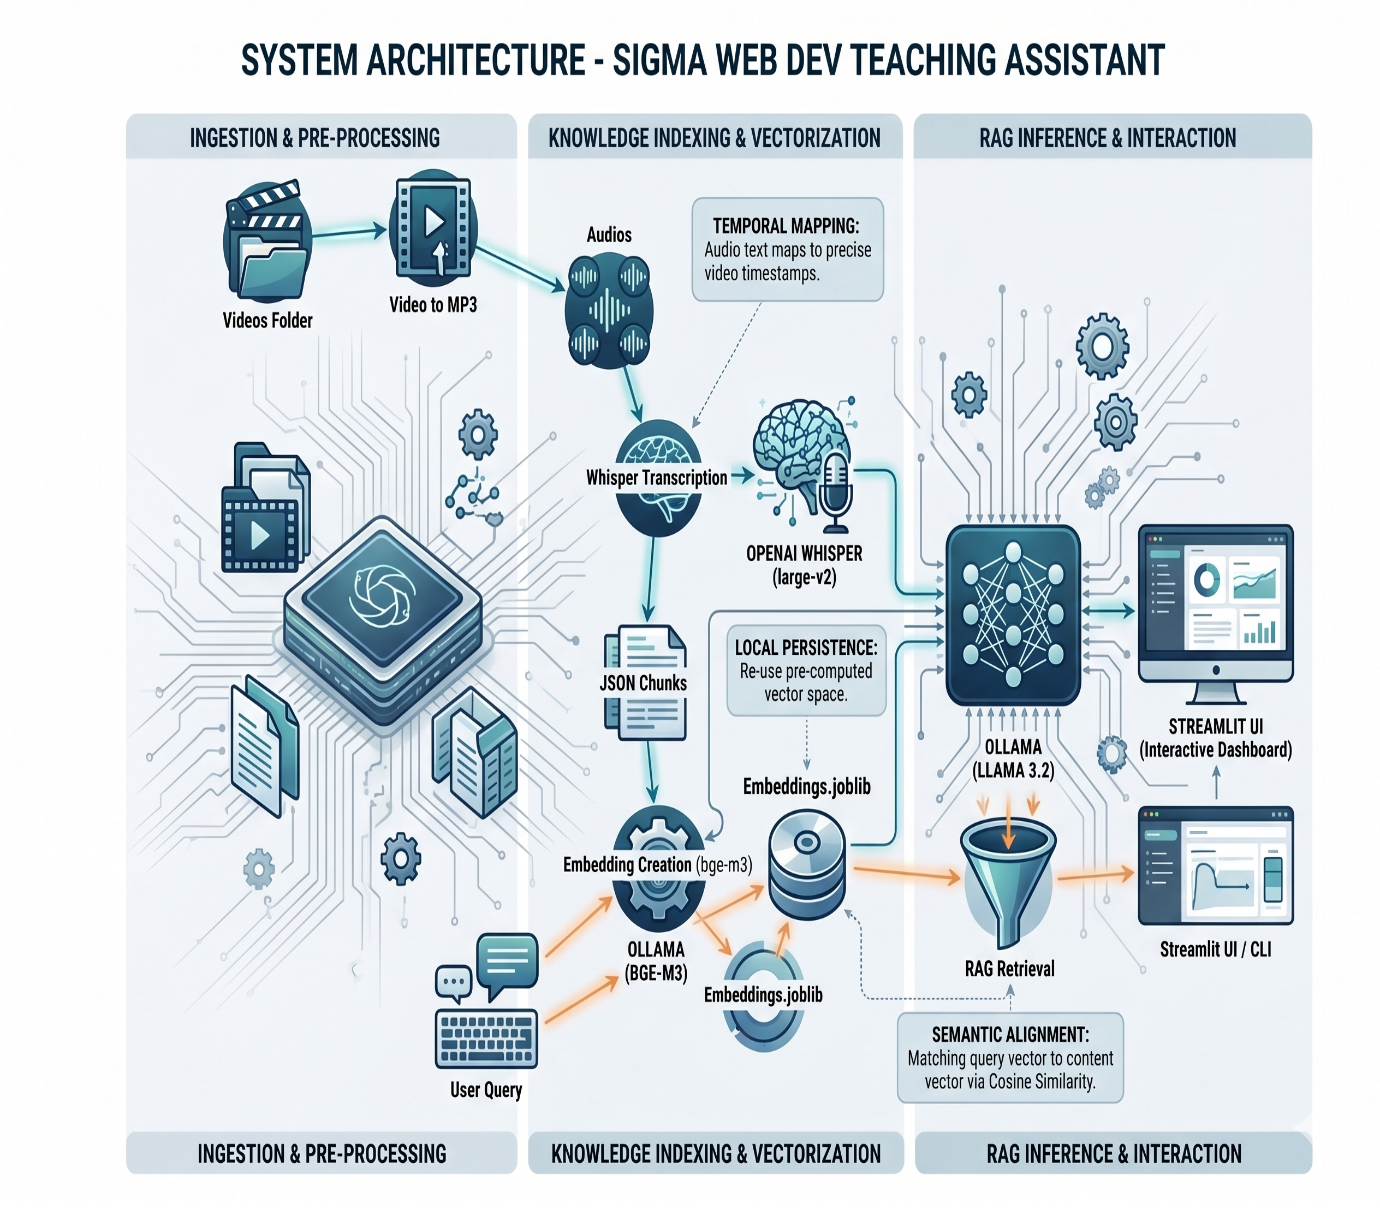 SYSTEM ARCHITECTURE - SIGMA WEB DEV TEACHING ASSISTANT
INGESTION & PRE-PROCESSING
Videos Folder
Video to MP3
User Query
KNOWLEDGE INDEXING & VECTORIZATION
Audios
TEMPORAL MAPPING:
Audio text maps to precise
video timestamps.
Whisper Transcription
OPENAI WHISPER
(large-v2)
JSON Chunks
LOCAL PERSISTENCE:
Re-use pre-computed
vector space.
Embeddings.joblib
Embedding Creation (bge-m3)
OLLAMA
(BGE-M3)
Embeddings.joblib
RAG INFERENCE & INTERACTION
OLLAMA
(LLAMA 3.2)
STREAMLIT UI
(Interactive Dashboard)
RAG Retrieval
Streamlit UI / CLI
SEMANTIC ALIGNMENT:
Matching query vector to content
vector via Cosine Similarity.
INGESTION & PRE-PROCESSING
KNOWLEDGE INDEXING & VECTORIZATION
RAG INFERENCE & INTERACTION